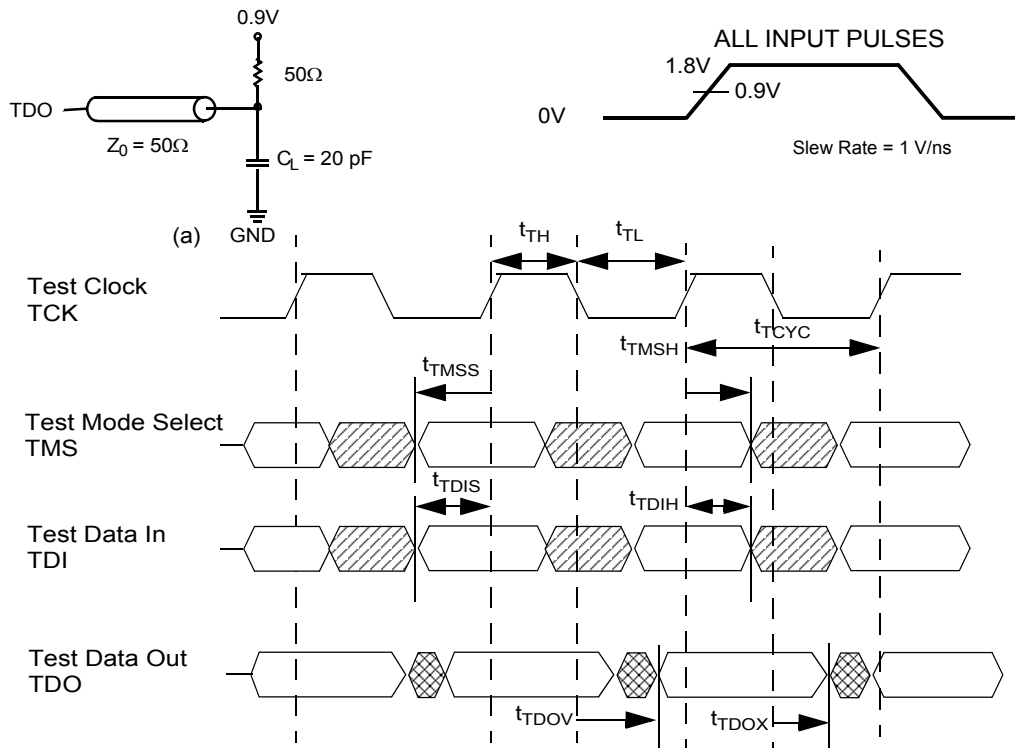 0.9V
50Ω
TDO
Z0 = 50Ω
CL = 20 pF
(a)
GND
ALL INPUT PULSES
1.8V
0.9V
0V
Slew Rate = 1 V/ns
tTH
tTL
Test Clock
TCK
tTCYC
tTMSH
tTMSS
Test Mode Select
TMS
tTDIS
tTDIH
Test Data In
TDI
Test Data Out
TDO
tTDOV
tTDOX